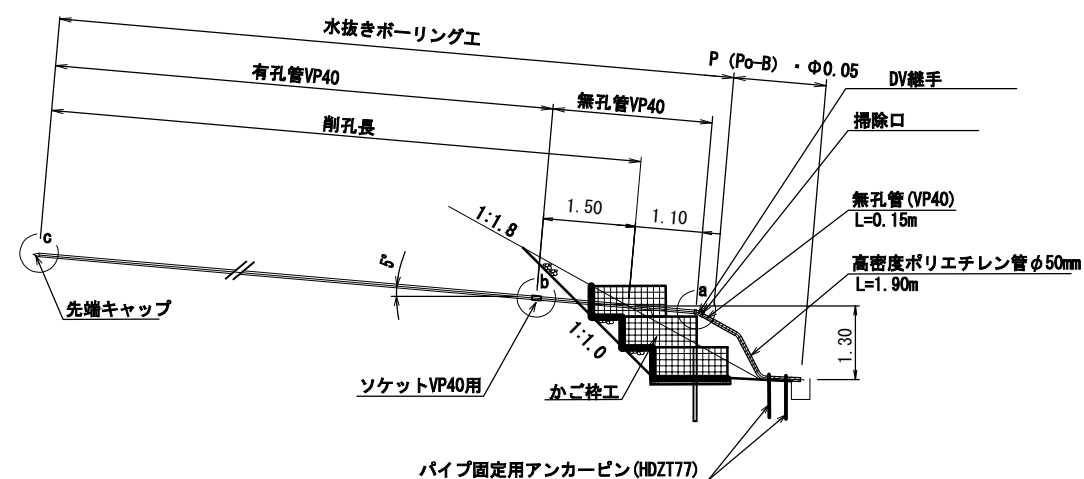 水抜きボーリング工
P (Po-B) ・ Φ0.05
DV継手
有孔管VP40
無孔管VP40
掃除口
削孔長
無孔管(VP40)
L=0.15m
1.50
1.10
1:1.8
c
5°
b
a
高密度ポリエチレン管φ50mm
L=1.90m
先端キャップ
1:1.0
1.30
ソケットVP40用
かご枠工
パイプ固定用アンカーピン(HDZT77)